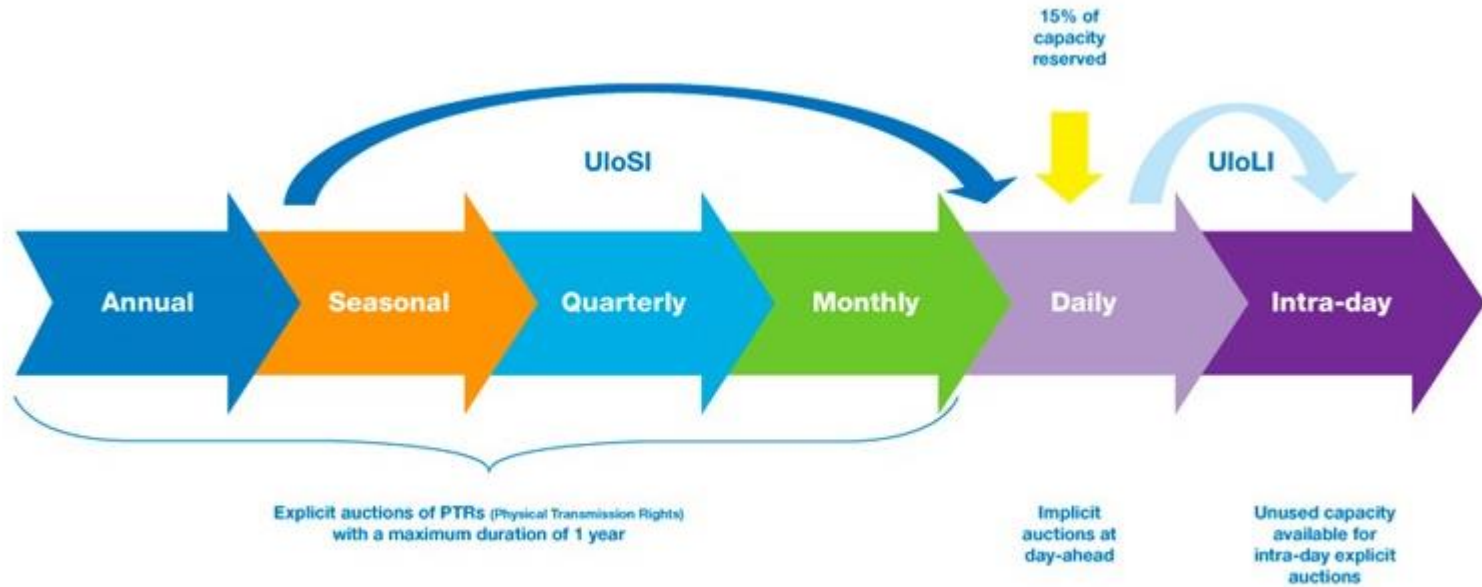 15% of
capacity
reserved
UIoSI
UIoLI
Annual
Seasonal
Quarterly
Monthly
Daily
Intra-day
Explicit auctions of PTRs (Physical Transmission Rights)
with a maximum duration of 1 year
Implicit
auctions at
day-ahead
Unused capacity
available for
intra-day explicit
auctions